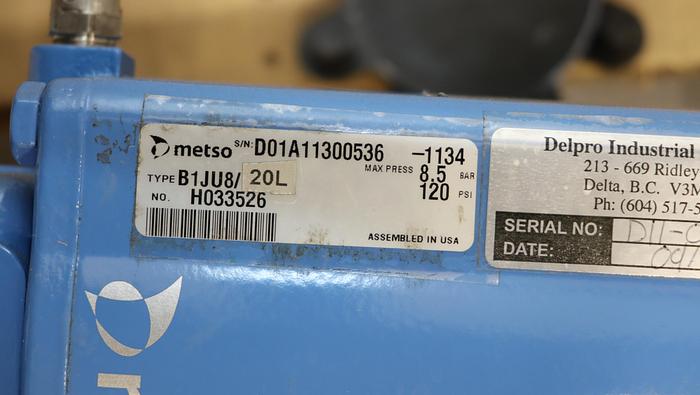 metso S/N: D01A11300536 -1134
MAX PRESS 8.5 BAR
TYPE B1JU8/ 20L 120 PSI
NO. H033526
ASSEMBLED IN USA
Delpro Industrial
213 - 669 Ridley
Delta, B.C. V3M
Ph: (604) 517-5
SERIAL NO: D11-
DATE: